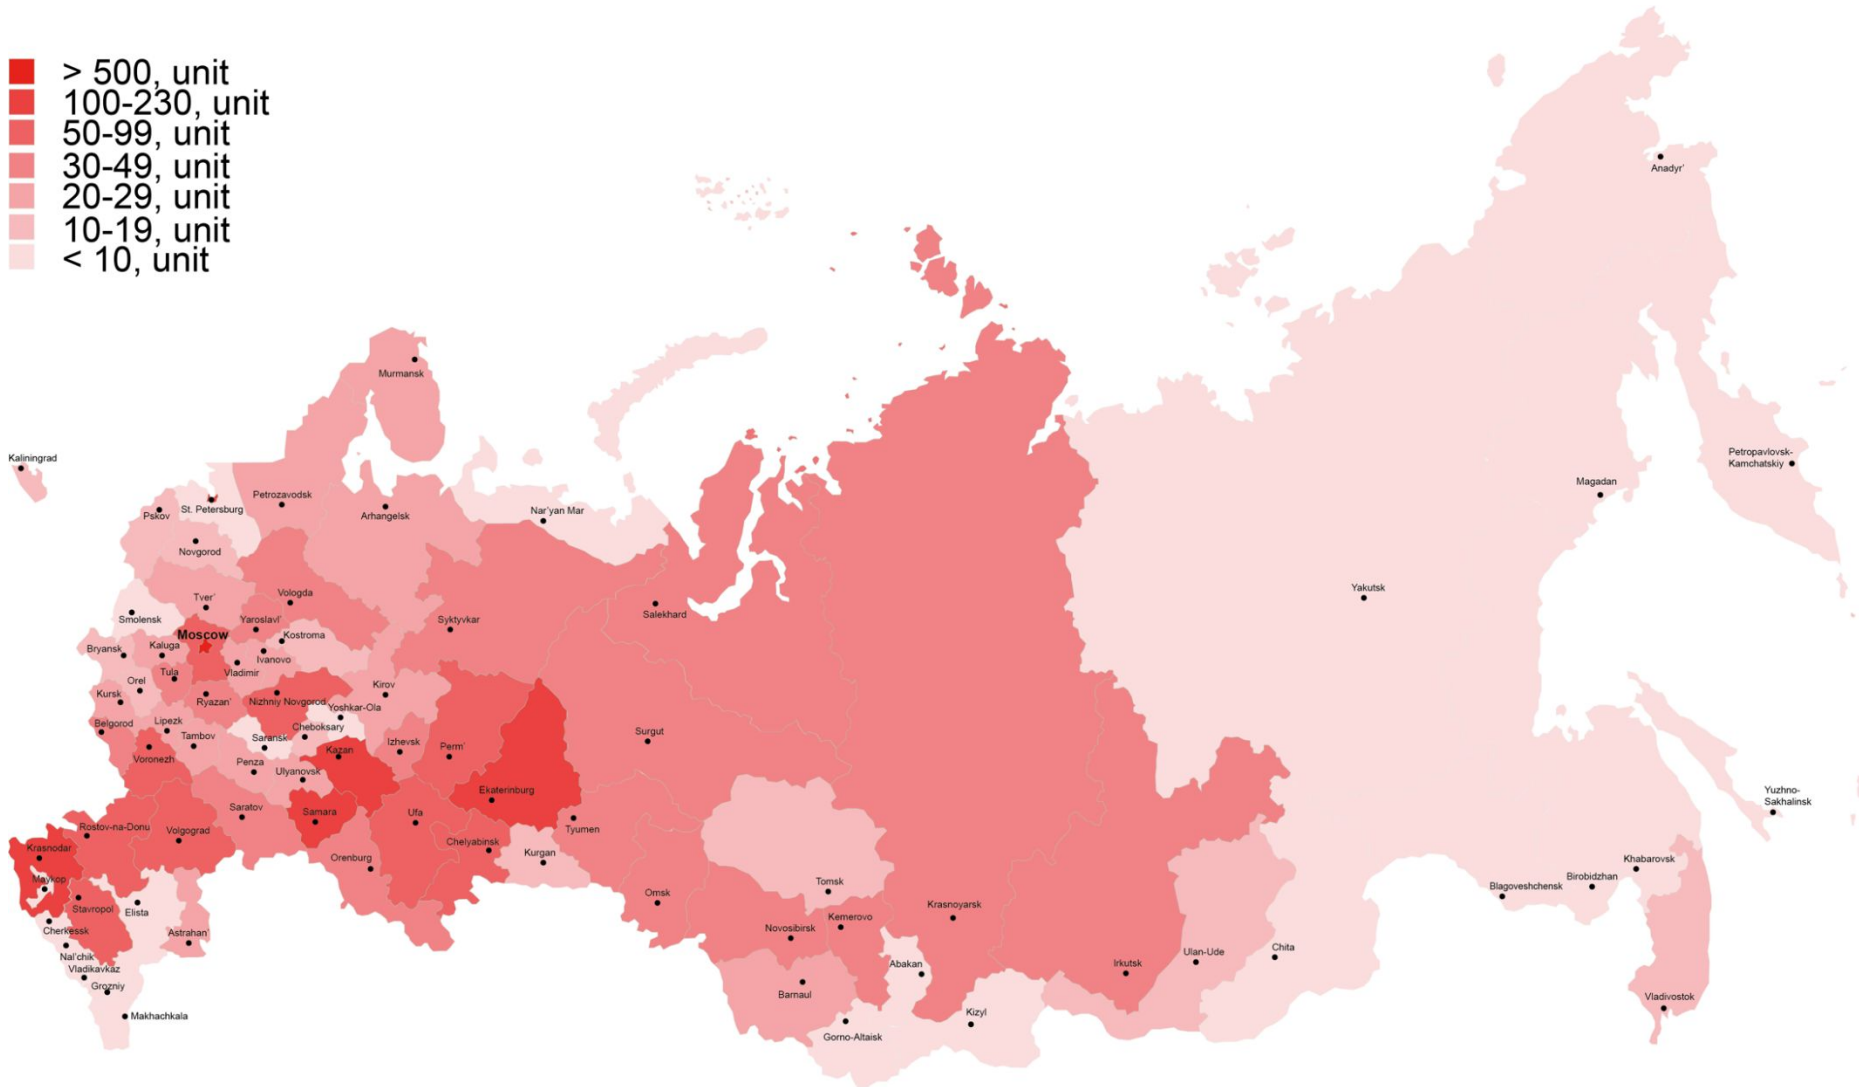 > 500, unit
100-230, unit
50-99, unit
30-49, unit
20-29, unit
10-19, unit
< 10, unit
Anadyr'
Murmansk
Kaliningrad
Petropavlovsk-
Kamchatskiy
Magadan
Petrozavodsk
St. Petersburg
Pskov
Arhangelsk
Nar'yan Mar
Novgorod
Yakutsk
Tver'
Vologda
Salekhard
Smolensk
Yaroslavl'
Syktyvkar
Moscow
Kostroma
Bryansk
Kaluga
Ivanovo
Vladimir
Tula
Orel
Kirov
Kursk
Ryazan'
Nizhniy Novgorod
Yoshkar-Ola
Belgorod
Lipezk
Cheboksary
Tambov
Saransk
Surgut
Izhevsk
Kazan
Perm'
Voronezh
Penza
Ulyanovsk
Ekaterinburg
Yuzhno-
Sakhalinsk
Saratov
Samara
Ufa
Rostov-na-Donu
Volgograd
Tyumen
Chelyabinsk
Krasnodar
Kurgan
Orenburg
Khabarovsk
Birobidzhan
Maykop
Tomsk
Blagoveshchensk
Omsk
Stavropol
Elista
Krasnoyarsk
Kemerovo
Novosibirsk
Cherkessk
Astrahan'
Chita
Ulan-Ude
Nal'chik
Abakan
Irkutsk
Vladikavkaz
Grozniy
Barnaul
Vladivostok
Kizyl
Makhachkala
Gorno-Altaisk